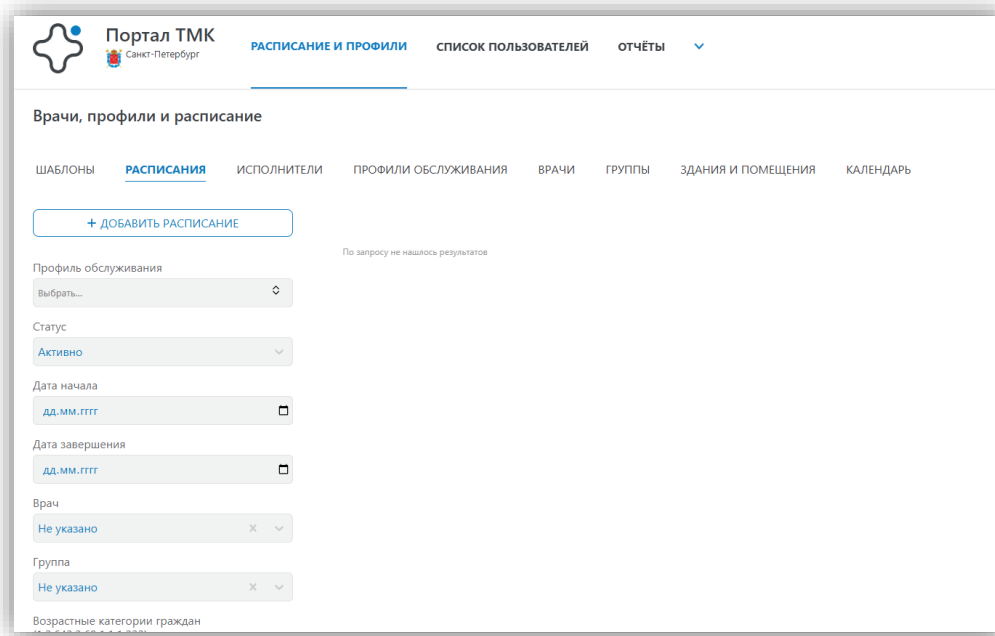 Портал ТМК
Санкт-Петербург
РАСПИСАНИЕ И ПРОФИЛИ СПИСОК ПОЛЬЗОВАТЕЛЕЙ ОТЧЁТЫ
Врачи, профили и расписание
ШАБЛОНЫ РАСПИСАНИЯ ИСПОЛНИТЕЛИ ПРОФИЛИ ОБСЛУЖИВАНИЯ ВРАЧИ ГРУППЫ ЗДАНИЯ И ПОМЕЩЕНИЯ КАЛЕНДАРЬ
+ ДОБАВИТЬ РАСПИСАНИЕ
По запросу не нашлось результатов
Профиль обслуживания
Выбрать...
Статус
Активно
Дата начала
дд.мм.гггг
Дата завершения
дд.мм.гггг
Врач
Не указано
Группа
Не указано
Возрастные категории граждан